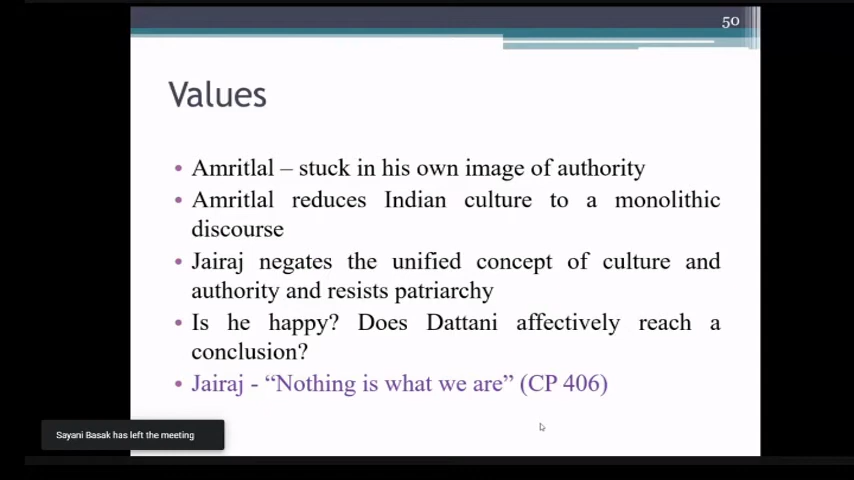 50
Values
• Amritlal – stuck in his own image of authority
• Amritlal reduces Indian culture to a monolithic
discourse
• Jairaj negates the unified concept of culture and
authority and resists patriarchy
• Is he happy? Does Dattani affectively reach a
conclusion?
• Jairaj - “Nothing is what we are” (CP 406)
Sayani Basak has left the meeting